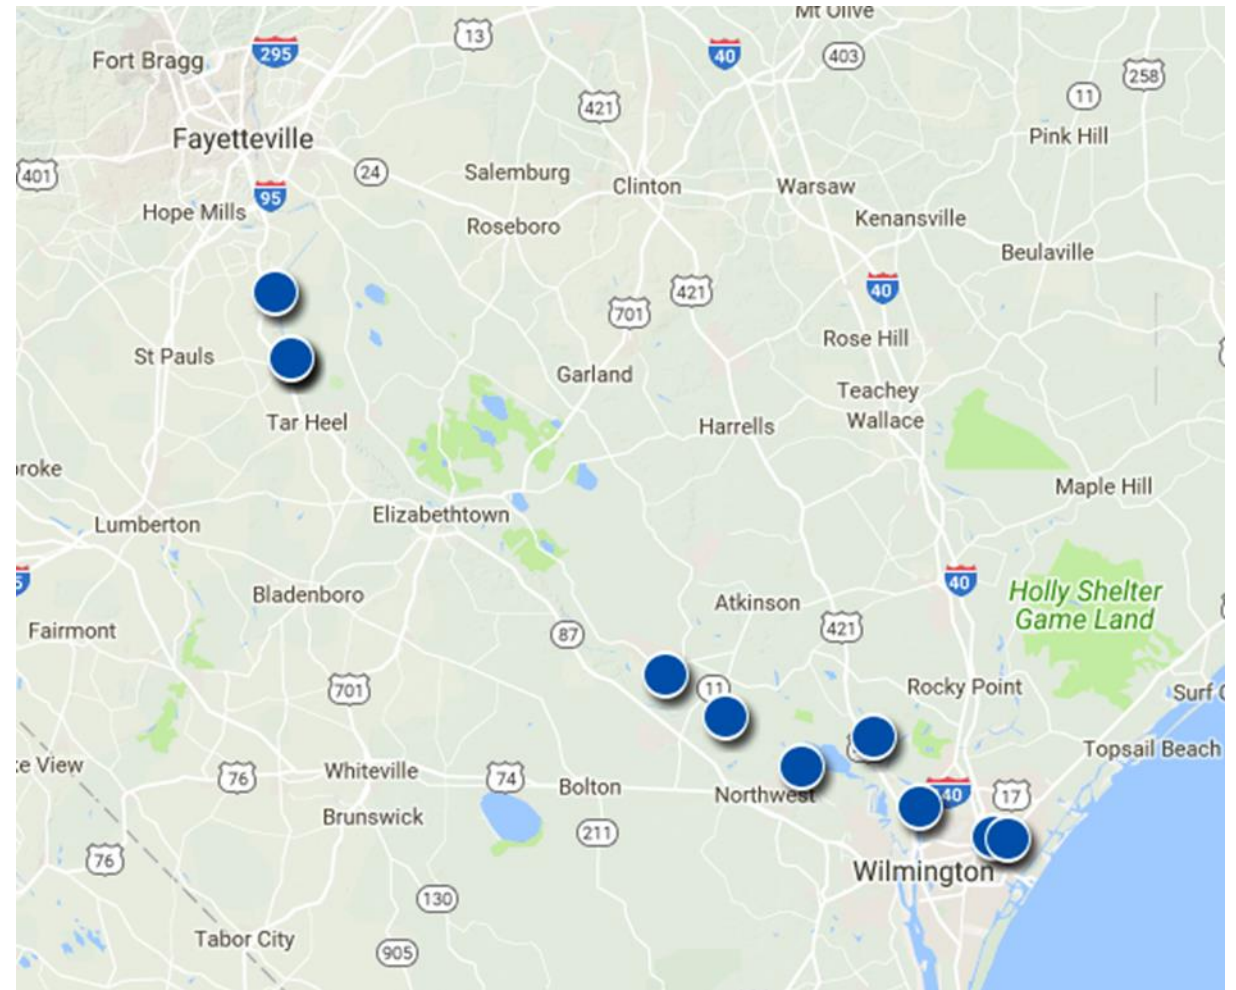 Mt Olive
13
40
403
295
Fort Bragg
258
11
421
Pink Hill
Fayetteville
401
24
Salemburg
Clinton
Warsaw
95
Hope Mills
Kenansville
Roseboro
Beulaville
421
40
701
Rose Hill
St Pauls
Garland
Teachey
Tar Heel
Harrells
Wallace
broke
Maple Hill
Elizabethtown
Lumberton
5
40
Bladenboro
Atkinson
Holly Shelter
Game Land
Fairmont
87
421
701
11
Rocky Point
Surf C
Topsail Beach
ke View
76
Whiteville
74
Bolton
Northwest
40
17
Brunswick
211
76
Wilmington
130
Tabor City
905